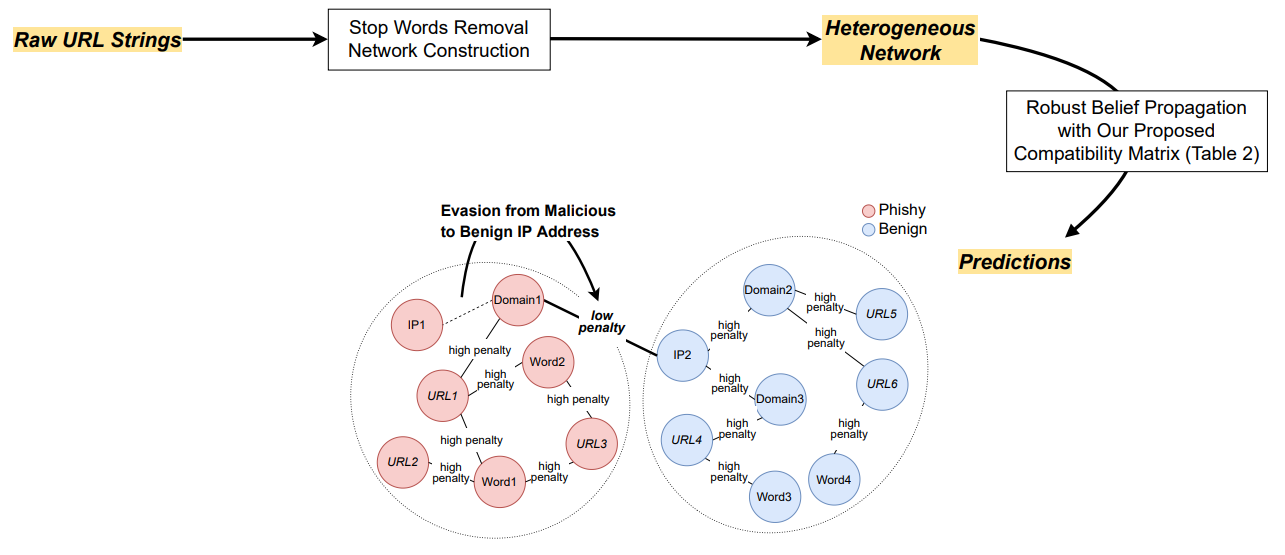 Raw URL Strings
Stop Words Removal
Network Construction
Heterogeneous
Network
Robust Belief Propagation
with Our Proposed
Compatibility Matrix (Table 2)
Predictions
Evasion from Malicious
to Benign IP Address
Phishy
Benign
IP1
Domain1
low
penalty
high penalty
Word2
URL1
high
penalty
high penalty
high penalty
URL3
URL2
high
penalty
Word1
high
penalty
Domain2
high
penalty
URL5
high
penalty
high
penalty
IP2
URL6
high
penalty
Domain3
URL4
high
penalty
high
penalty
high
penalty
Word3
Word4